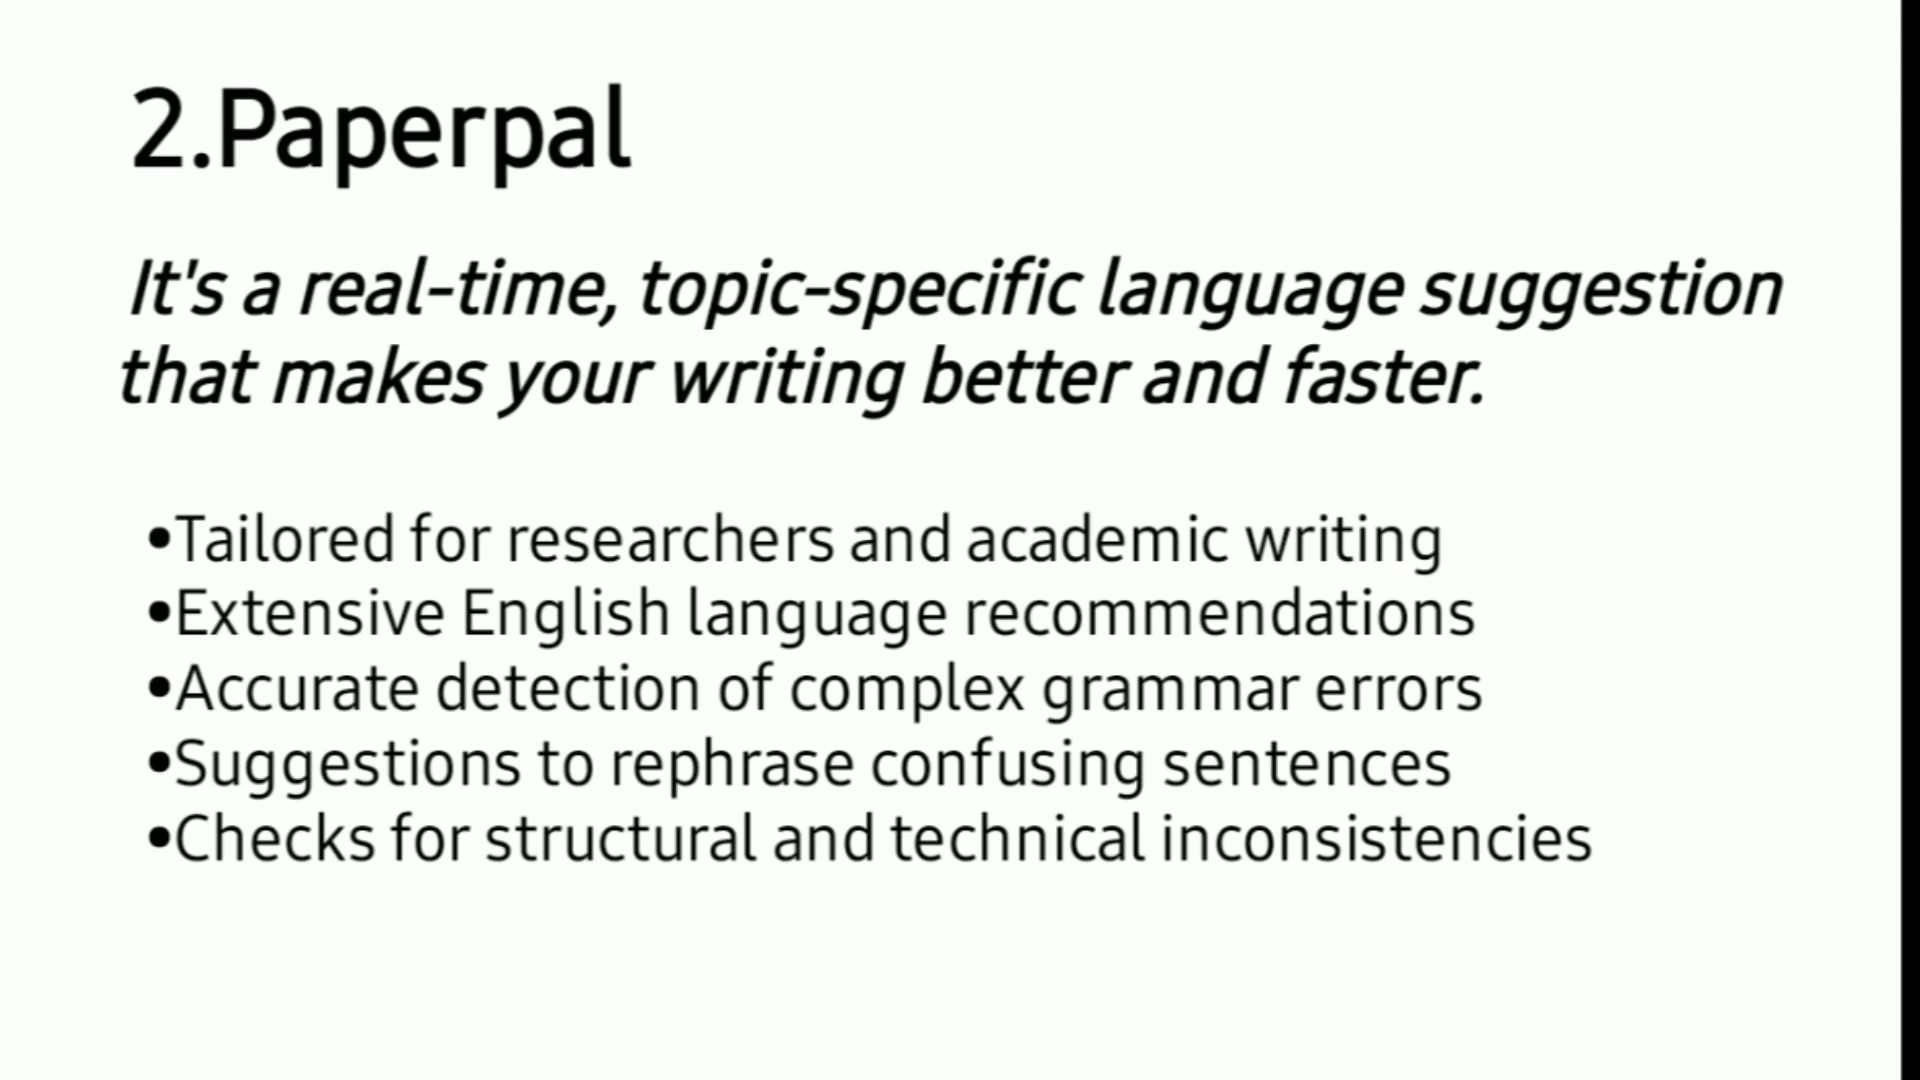 2.Paperpal
It's a real-time, topic-specific language suggestion
that makes your writing better and faster.
•Tailored for researchers and academic writing
•Extensive English language recommendations
•Accurate detection of complex grammar errors
•Suggestions to rephrase confusing sentences
•Checks for structural and technical inconsistencies